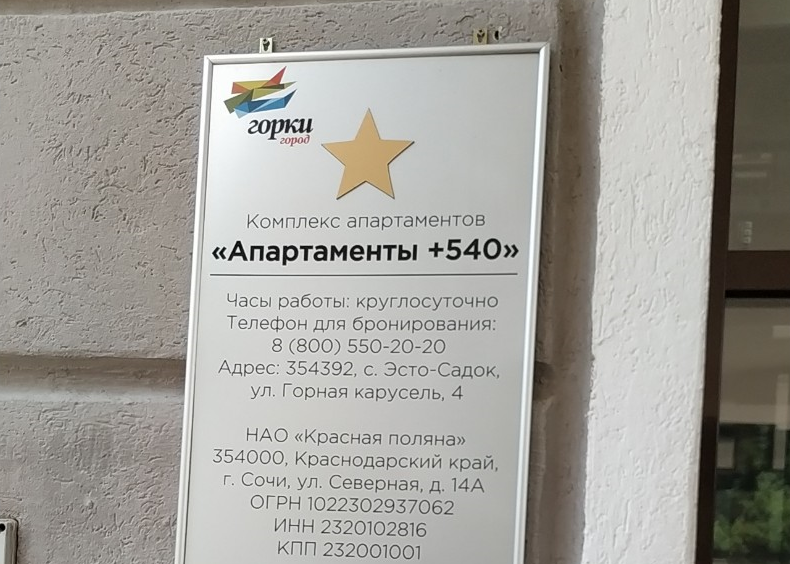 горки
город
Комплекс апартаментов
«Апартаменты +540»
Часы работы: круглосуточно
Телефон для бронирования:
8 (800) 550-20-20
Адрес: 354392, с. Эсто-Садок,
ул. Горная карусель, 4
НАО «Красная поляна»
354000, Краснодарский край,
г. Сочи, ул. Северная, д. 14А
ОГРН 1022302937062
ИНН 2320102816
КПП 232001001